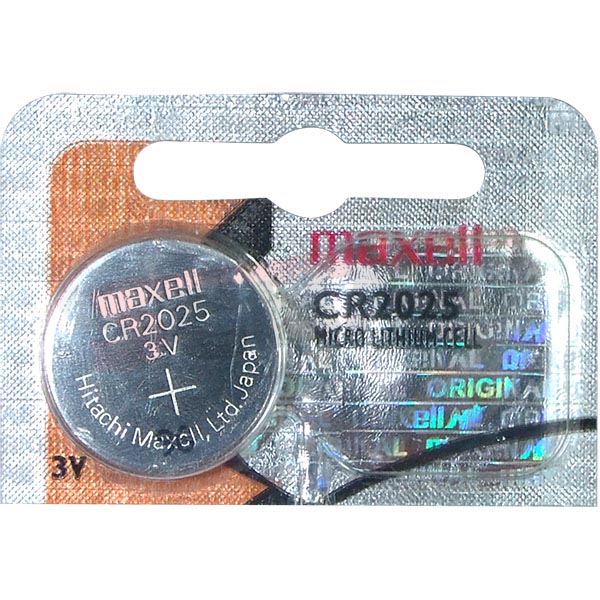 maxell
CR2025
3V
+
Hitachi Maxell, Ltd. Japan
3V
maxell
CR2025
MICRO LITHIUM CELL
ORIGINAL